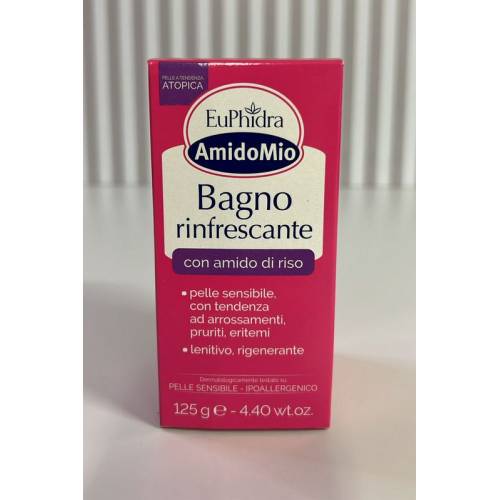 PELLE A TENDENZA
ATOPICA
EuPhidra
AmidoMio
Bagno
rinfrescante
con amido di riso
• pelle sensibile,
con tendenza
ad arrossamenti,
pruriti, eritemi
• lenitivo, rigenerante
Dermatologicamente testato su
PELLE SENSIBILE - IPOALLERGENICO
125 g ℮ - 4.40 wt.oz.